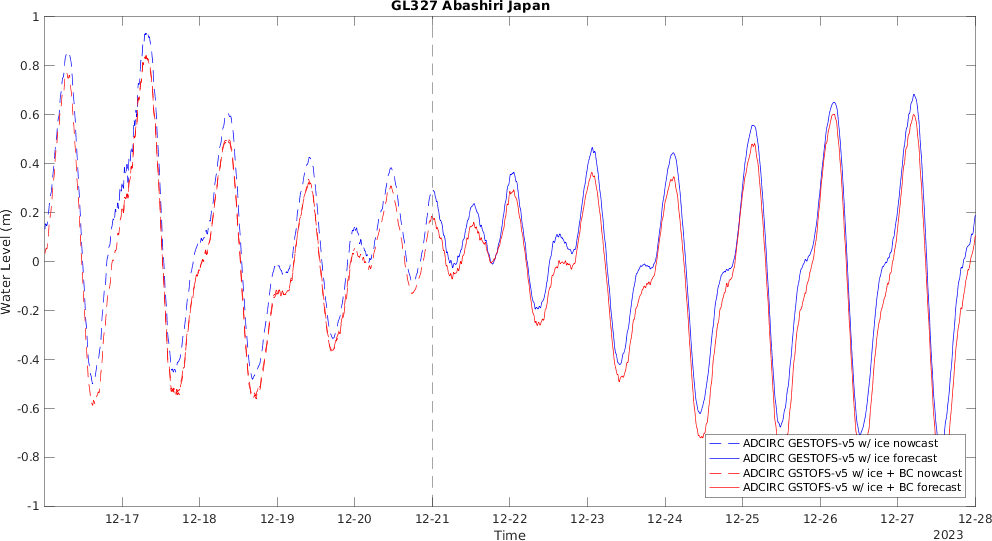 GL327 Abashiri Japan
1
0.8
0.6
0.4
0.2
0
-0.2
-0.4
-0.6
-0.8
-1
Water Level (m)
ADCIRC GESTOFS-v5 w/ ice nowcast
ADCIRC GESTOFS-v5 w/ ice forecast
ADCIRC GSTOFS-v5 w/ ice + BC nowcast
ADCIRC GSTOFS-v5 w/ ice + BC forecast
12-17 12-18 12-19 12-20 12-21 12-22 12-23 12-24 12-25 12-26 12-27 12-28
Time
2023